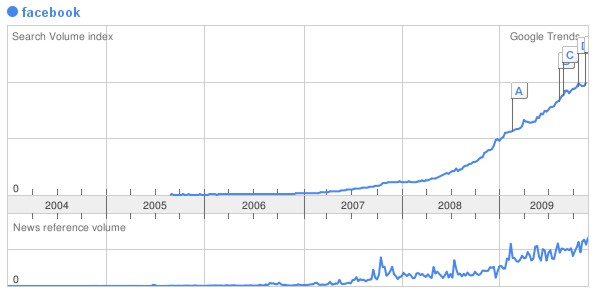 facebook
Search Volume index
Google Trends
A
C
0
2004 2005 2006 2007 2008 2009
News reference volume
0